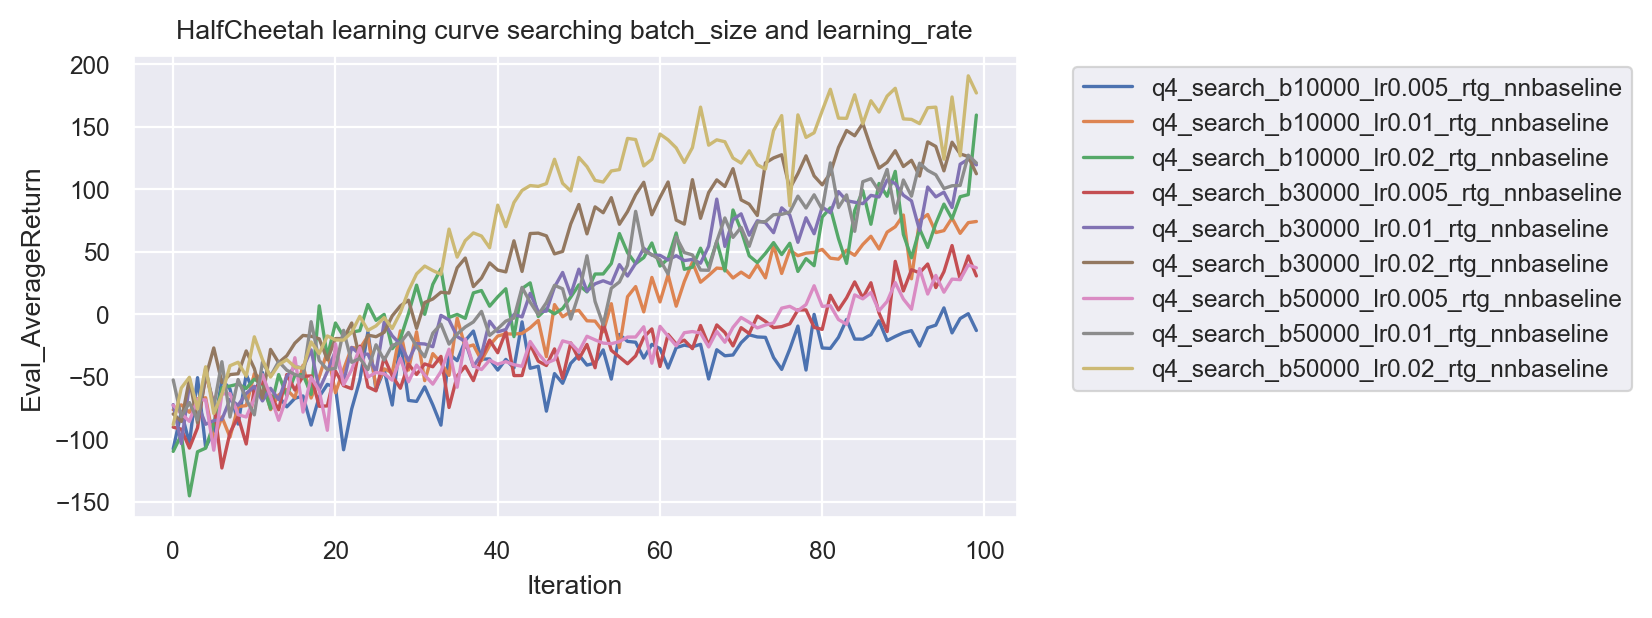 HalfCheetah learning curve searching batch_size and learning_rate
200
150
100
50
0
−50
−100
−150
Eval_AverageReturn
0 20 40 60 80 100
Iteration
q4_search_b10000_lr0.005_rtg_nnbaseline
q4_search_b10000_lr0.01_rtg_nnbaseline
q4_search_b10000_lr0.02_rtg_nnbaseline
q4_search_b30000_lr0.005_rtg_nnbaseline
q4_search_b30000_lr0.01_rtg_nnbaseline
q4_search_b30000_lr0.02_rtg_nnbaseline
q4_search_b50000_lr0.005_rtg_nnbaseline
q4_search_b50000_lr0.01_rtg_nnbaseline
q4_search_b50000_lr0.02_rtg_nnbaseline